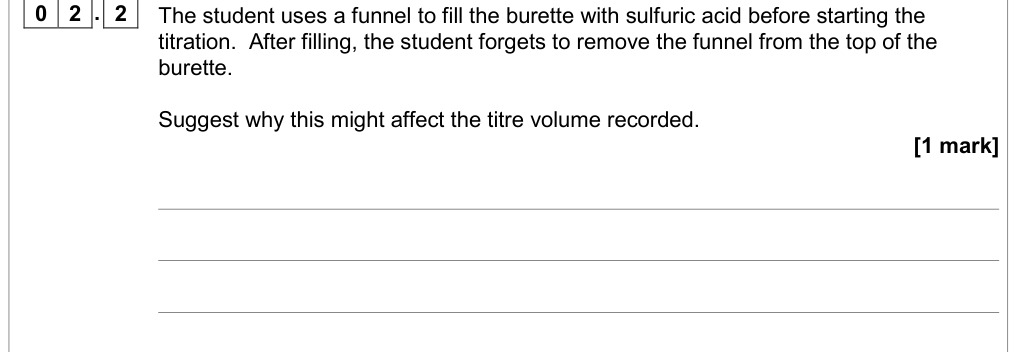 0 2 . 2 The student uses a funnel to fill the burette with sulfuric acid before starting the
titration.  After filling, the student forgets to remove the funnel from the top of the
burette.
Suggest why this might affect the titre volume recorded.
[1 mark]